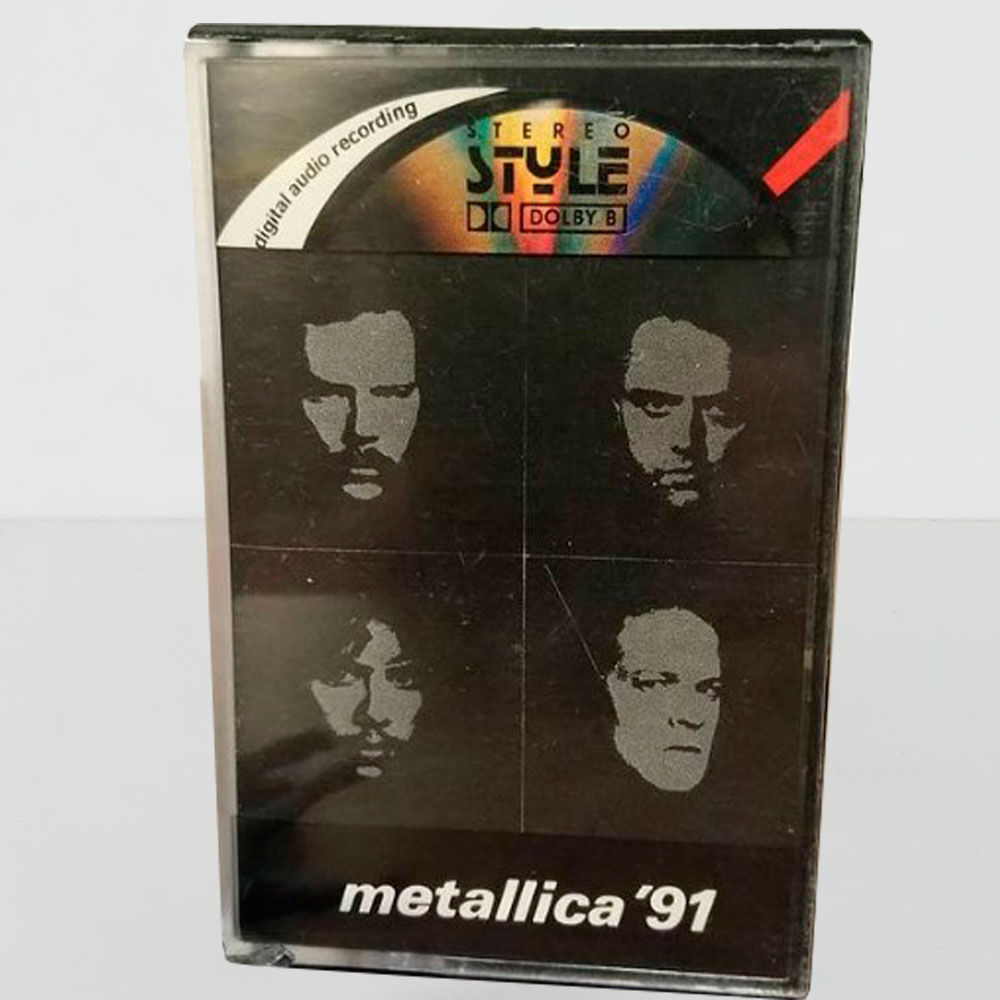 digital audio recording
STEREO
STYLE
DOLBY B
metallica '91